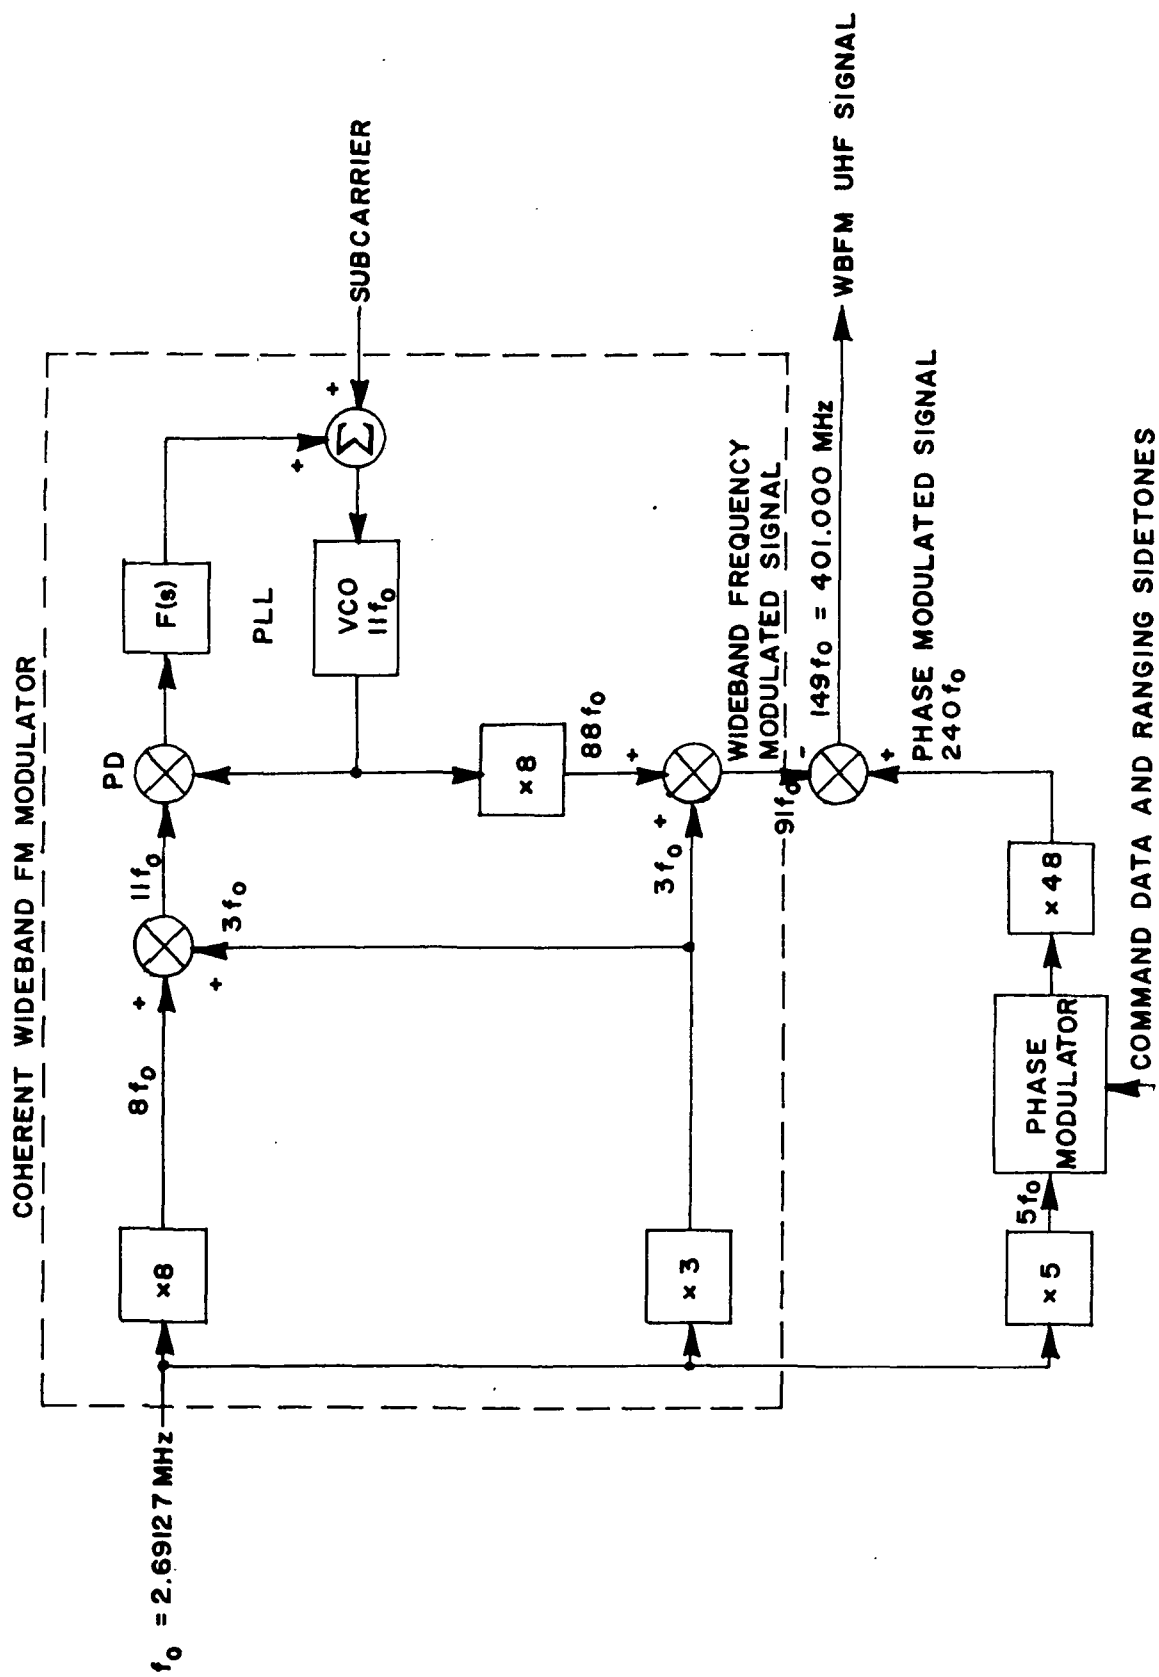 COHERENT WIDEBAND FM MODULATOR
f₀ = 2.69127 MHz
×8
8f₀
+
+
11f₀
3f₀
PD
F(s)
PLL
+
+
Σ
SUBCARRIER
VCO
11f₀
×8
88f₀
+
+
3f₀
×3
WIDEBAND FREQUENCY
MODULATED SIGNAL
91f₀
-
+
149f₀ = 401.000 MHz
WBFM UHF SIGNAL
PHASE MODULATED SIGNAL
240f₀
×5
5f₀
PHASE
MODULATOR
×48
COMMAND DATA AND RANGING SIDETONES